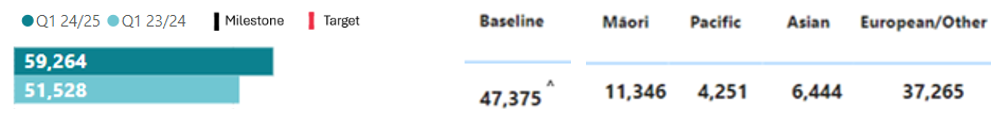 Q1 24/25 Q1 23/24 Milestone Target
Baseline Māori Pacific Asian European/Other
59,264
51,528
47,375 ^ 11,346 4,251 6,444 37,265